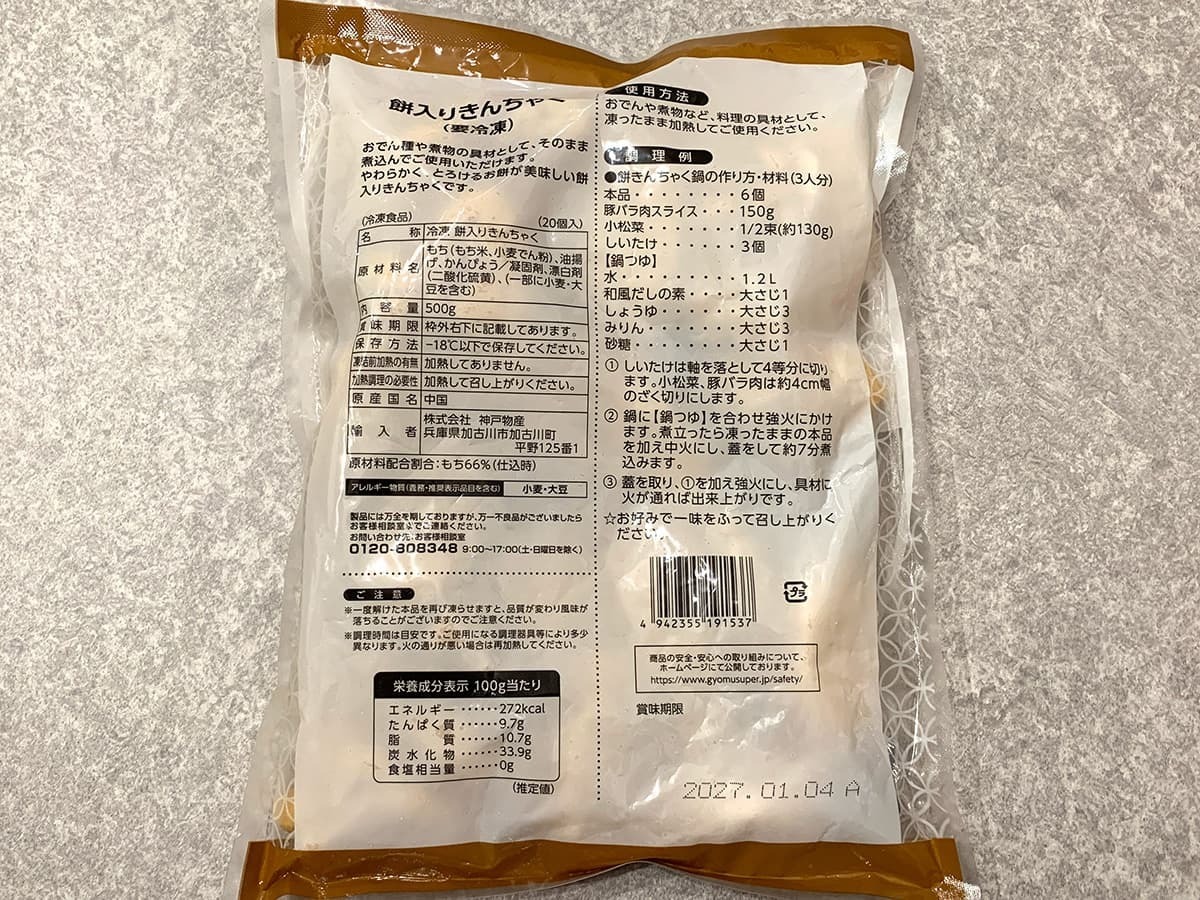 餅入りきんちゃく
(要冷凍)
おでん種や煮物の具材として、そのまま
煮込んでご使用いただけます。
やわらかく、とろけるお餅が美味しい餅
入りきんちゃくです。
(冷凍食品) (20個入)
名称 冷凍 餅入りきんちゃく
原材料名 もち(もち米、小麦でん粉)、油揚
げ、かんぴょう/凝固剤、漂白剤
(二酸化硫黄)、(一部に小麦・大
豆を含む)
内容量 500g
賞味期限 枠外右下に記載してあります。
保存方法 -18℃以下で保存してください。
凍結前加熱の有無 加熱してありません。
加熱調理の必要性 加熱して召し上がりください。
原産国名 中国
輸入者 株式会社 神戸物産
兵庫県加古川市加古川町
平野125番1
原材料配合割合:もち66%(仕込時)
アレルギー物質(義務・推奨表示品目を含む) 小麦・大豆
製品には万全を期しておりますが、万一不良品がございましたら
お客様相談室までご連絡ください。
お問い合わせ先、お客様相談室
0120-808348 9:00~17:00(土・日曜日を除く)
ご注意
※一度解けた本品を再び凍らせますと、品質が変わり風味が
落ちることがございますのでご注意ください。
※調理時間は目安です。ご使用になる調理器具等により多少
異なります。火の通りが悪い場合は再加熱してください。
栄養成分表示 100g当たり
エネルギー・・・・・・272kcal
たんぱく質・・・・・・9.7g
脂質・・・・・・10.7g
炭水化物・・・・・・33.9g
食塩相当量・・・・・・0g
(推定値)
使用方法
おでんや煮物など、料理の具材として、
凍ったまま加熱してご使用ください。
調理例
●餅きんちゃく鍋の作り方・材料(3人分)
本品・・・・・・・・・6個
豚バラ肉スライス・・・150g
小松菜・・・・・・・・1/2束(約130g)
しいたけ・・・・・・・3個
【鍋つゆ】
水・・・・・・・・・・1.2L
和風だしの素・・・・・大さじ1
しょうゆ・・・・・・・大さじ3
みりん・・・・・・・・大さじ3
砂糖・・・・・・・・・大さじ1
① しいたけは軸を落として4等分に切り
ます。小松菜、豚バラ肉は約4cm幅
のざく切りにします。
② 鍋に【鍋つゆ】を合わせ強火にかけ
ます。煮立ったら凍ったままの本品
を加え中火にし、蓋をして約7分煮
込みます。
③ 蓋を取り、①を加え強火にし、具材に
火が通れば出来上がりです。
☆お好みで一味をふって召し上がりく
ださい。
4 942355 191537
プラ
商品の安全・安心への取り組みについて、
ホームページにて公開しております。
https://www.gyomusuper.jp/safety/
賞味期限
2027.01.04 A